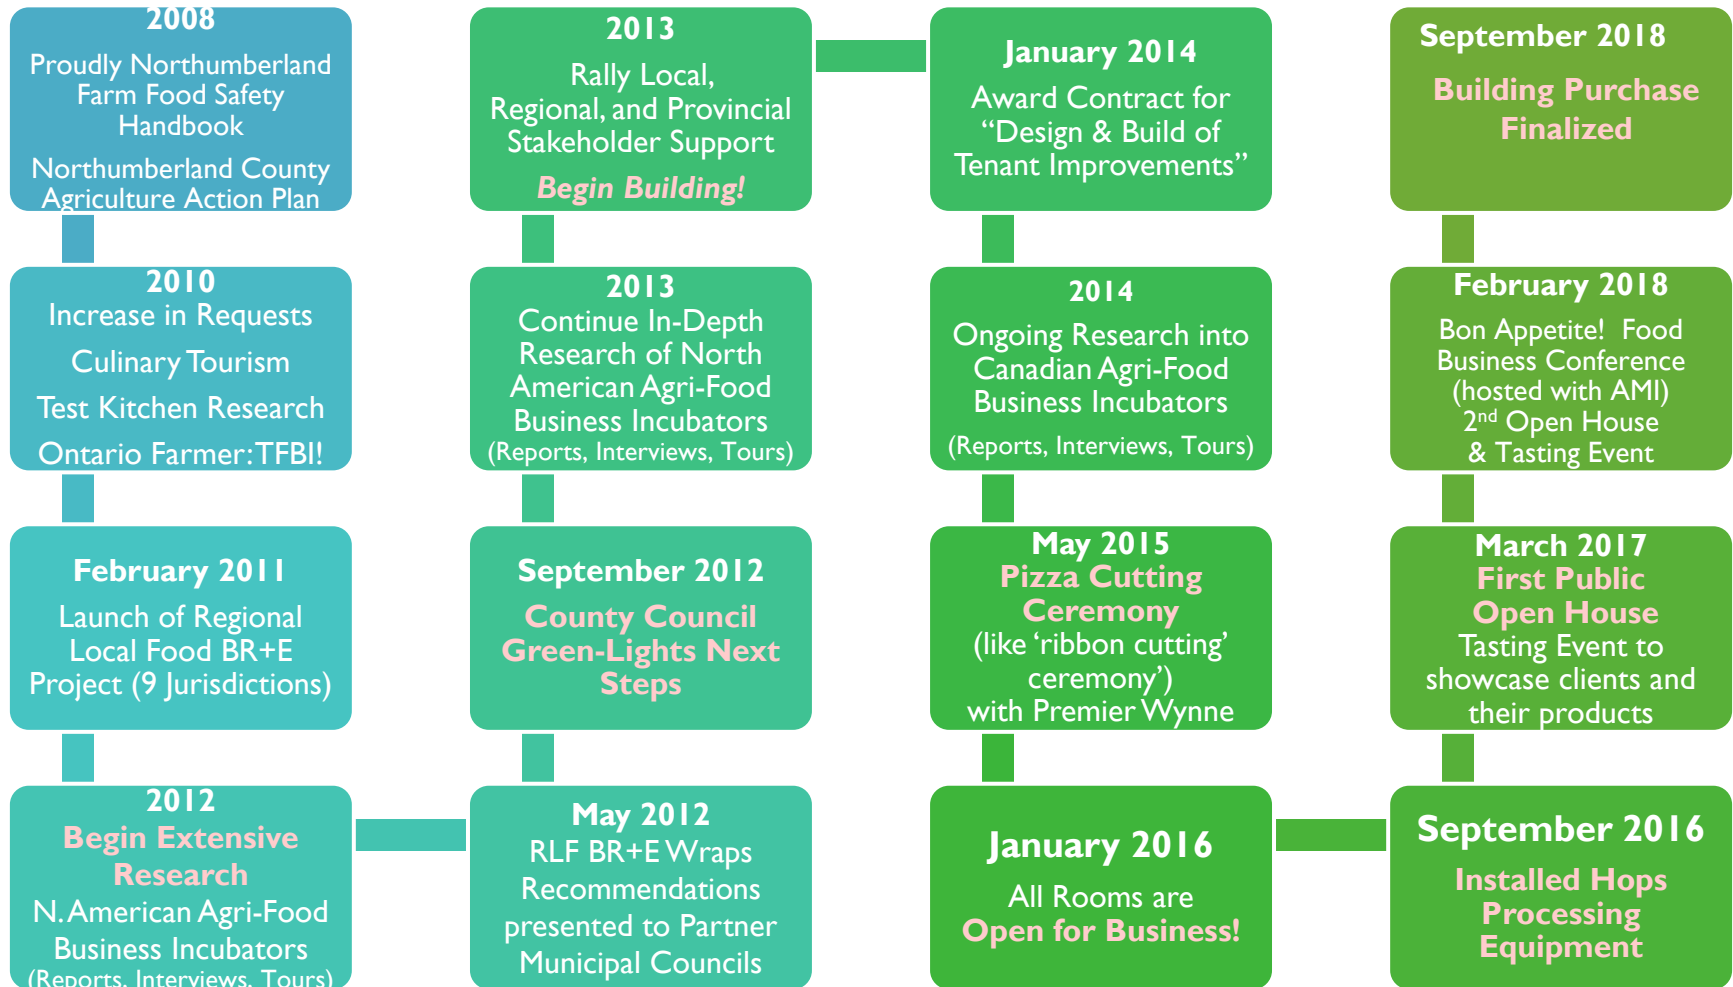 2008
Proudly Northumberland
Farm Food Safety
Handbook
Northumberland County
Agriculture Action Plan
2010
Increase in Requests
Culinary Tourism
Test Kitchen Research
Ontario Farmer: TFBI!
February 2011
Launch of Regional
Local Food BR+E
Project (9 Jurisdictions)
2012
Begin Extensive
Research
N. American Agri-Food
Business Incubators
(Reports, Interviews, Tours)
May 2012
RLF BR+E Wraps
Recommendations
presented to Partner
Municipal Councils
September 2012
County Council
Green-Lights Next
Steps
2013
Continue In-Depth
Research of North
American Agri-Food
Business Incubators
(Reports, Interviews, Tours)
2013
Rally Local,
Regional, and Provincial
Stakeholder Support
Begin Building!
January 2014
Award Contract for
“Design & Build of
Tenant Improvements”
2014
Ongoing Research into
Canadian Agri-Food
Business Incubators
(Reports, Interviews, Tours)
May 2015
Pizza Cutting
Ceremony
(like ‘ribbon cutting’
ceremony’)
with Premier Wynne
January 2016
All Rooms are
Open for Business!
September 2016
Installed Hops
Processing
Equipment
March 2017
First Public
Open House
Tasting Event to
showcase clients and
their products
February 2018
Bon Appetite! Food
Business Conference
(hosted with AMI)
2nd Open House
& Tasting Event
September 2018
Building Purchase
Finalized